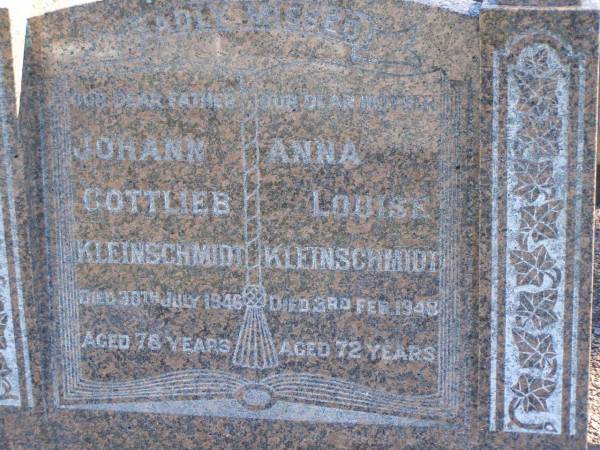 SADLY MISSED
OUR DEAR FATHER
JOHANN
GOTTLIEB
KLEINSCHMIDT
DIED 30TH JULY 1946
AGED 78 YEARS
OUR DEAR MOTHER
ANNA
LOUISE
KLEINSCHMIDT
DIED 3RD FEB. 1948
AGED 72 YEARS